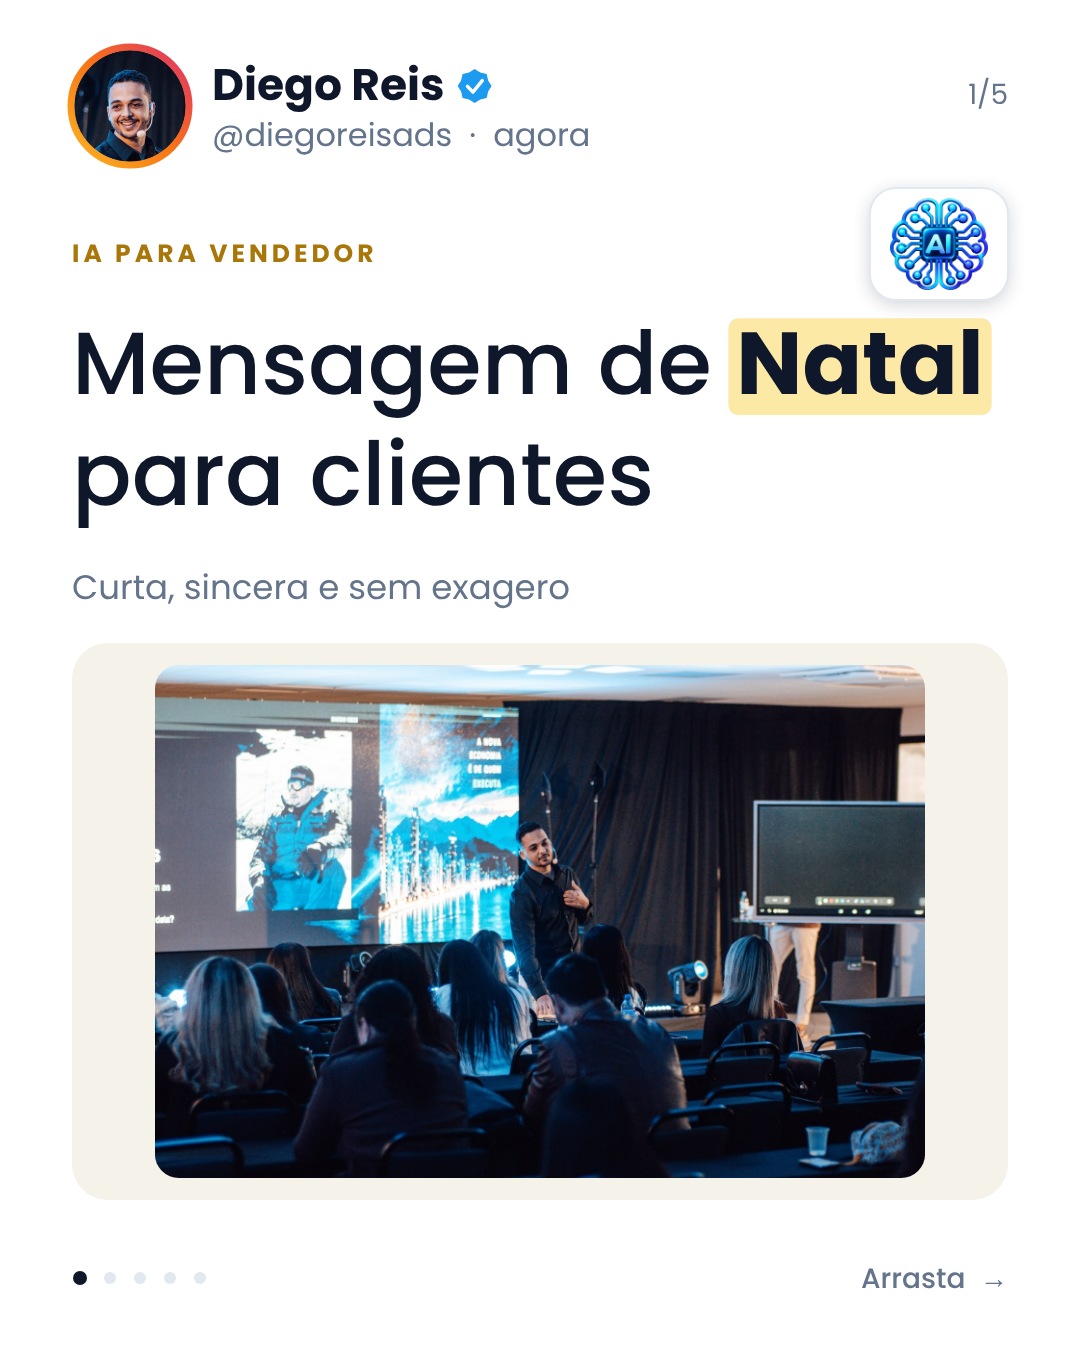 Diego Reis
@diegoreisads · agora
1/5
AI
IA PARA VENDEDOR
Mensagem de Natal
para clientes
Curta, sincera e sem exagero
A NOVA
ECONOMIA
É DE QUEM
EXECUTA
Arrasta →